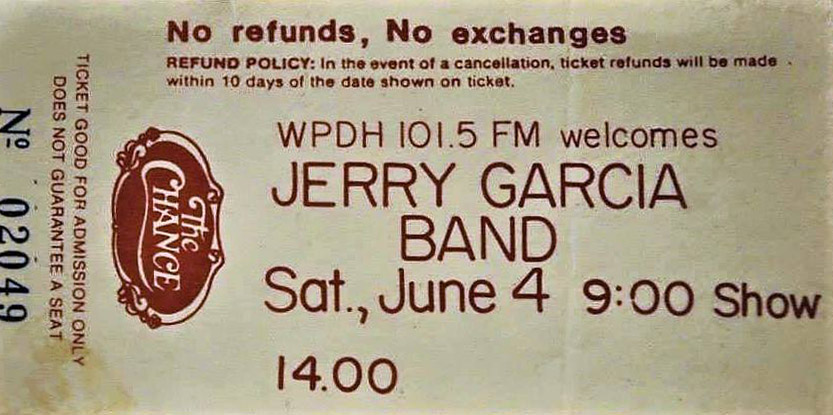 No refunds, No exchanges
REFUND POLICY: In the event of a cancellation, ticket refunds will be made
within 10 days of the date shown on ticket.
WPDH 101.5 FM welcomes
JERRY GARCIA
BAND
Sat., June 4 9:00 Show
14.00
The
CHANCE
TICKET GOOD FOR ADMISSION ONLY
DOES NOT GUARANTEE A SEAT
Nº 02049